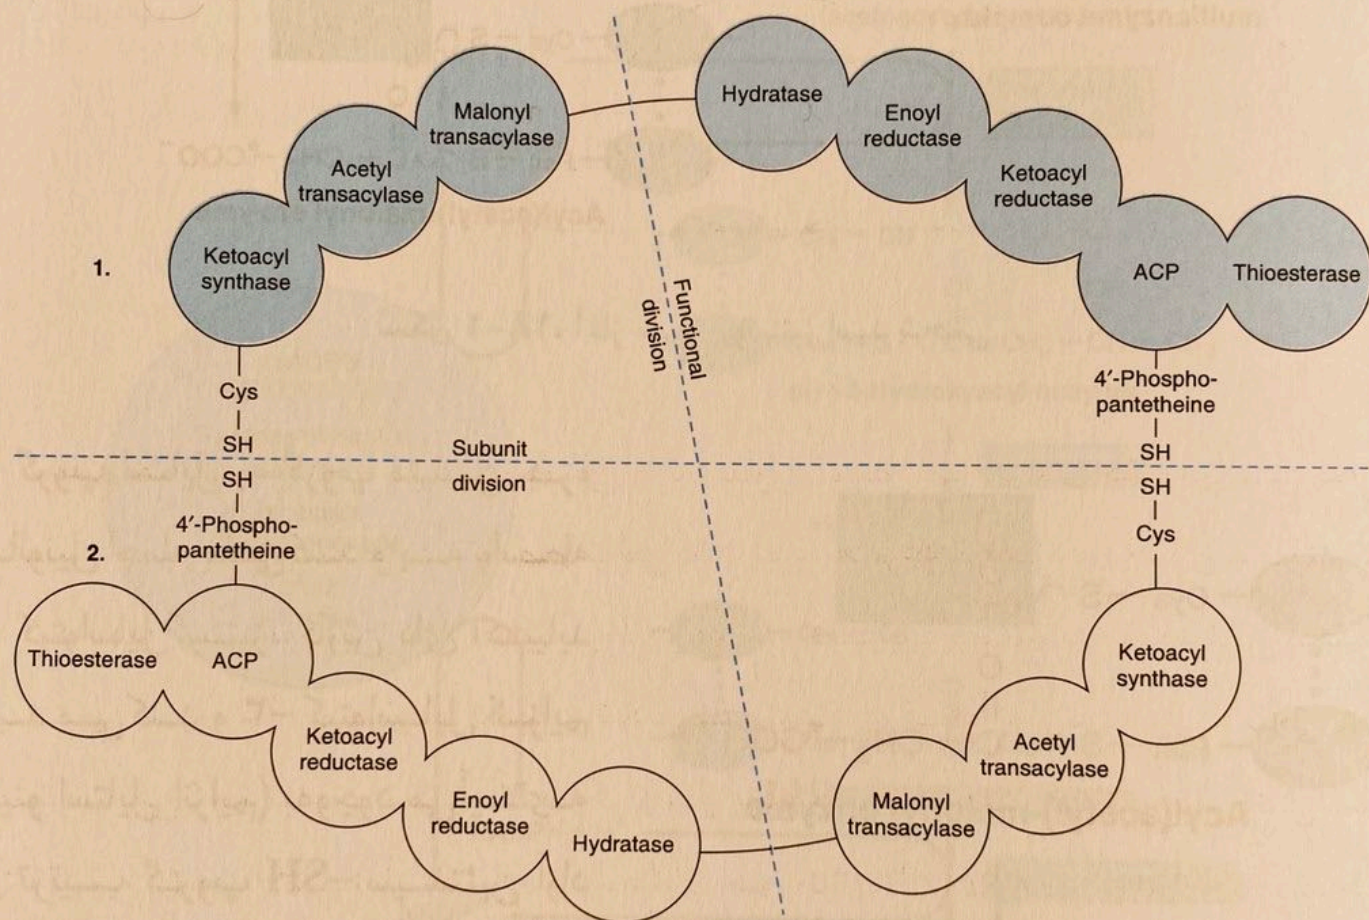 multienzyme complex
Hydratase
Malonyl
transacylase
Enoyl
reductase
Acetyl
transacylase
Ketoacyl
reductase
Ketoacyl
synthase
1.
ACP
Thioesterase
Functional
division
Cys
SH
4′-Phospho-
pantetheine
SH
Subunit
division
SH
4′-Phospho-
pantetheine
2.
SH
Cys
Thioesterase
ACP
Ketoacyl
synthase
Ketoacyl
reductase
Acetyl
transacylase
Enoyl
reductase
Hydratase
Malonyl
transacylase